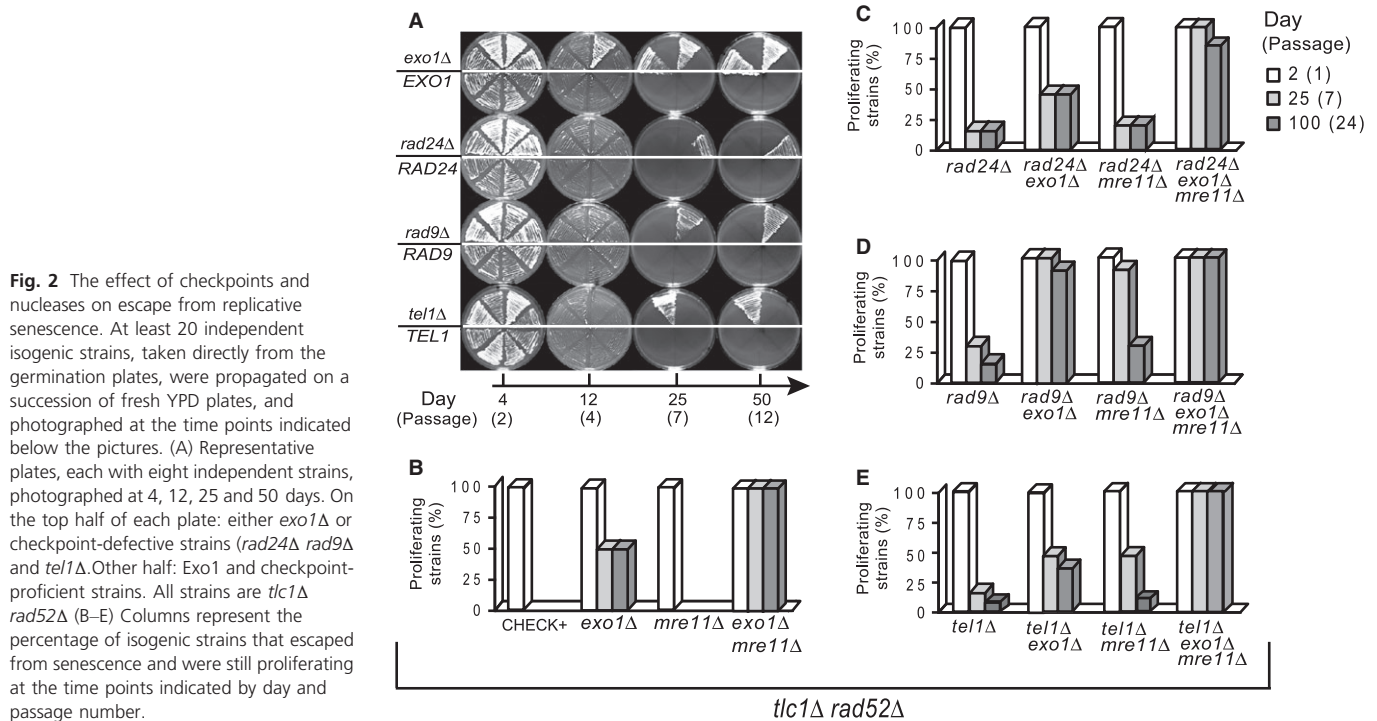 Fig. 2 The effect of checkpoints and
nucleases on escape from replicative
senescence. At least 20 independent
isogenic strains, taken directly from the
germination plates, were propagated on a
succession of fresh YPD plates, and
photographed at the time points indicated
below the pictures. (A) Representative
plates, each with eight independent strains,
photographed at 4, 12, 25 and 50 days. On
the top half of each plate: either exo1Δ or
checkpoint-defective strains (rad24Δ rad9Δ
and tel1Δ.Other half: Exo1 and checkpoint-
proficient strains. All strains are tlc1Δ
rad52Δ (B–E) Columns represent the
percentage of isogenic strains that escaped
from senescence and were still proliferating
at the time points indicated by day and
passage number.
A
exo1Δ
EXO1
rad24Δ
RAD24
rad9Δ
RAD9
tel1Δ
TEL1
Day 4 12 25 50
(Passage) (2) (4) (7) (12)
B
Proliferating
strains (%)
100
75
50
25
0
CHECK+ exo1Δ mre11Δ exo1Δ
mre11Δ
C
Proliferating
strains (%)
100
75
50
25
0
rad24Δ rad24Δ rad24Δ rad24Δ
exo1Δ mre11Δ exo1Δ
mre11Δ
Day
(Passage)
2 (1)
25 (7)
100 (24)
D
Proliferating
strains (%)
100
75
50
25
0
rad9Δ rad9Δ rad9Δ rad9Δ
exo1Δ mre11Δ exo1Δ
mre11Δ
E
Proliferating
strains (%)
100
75
50
25
0
tel1Δ tel1Δ tel1Δ tel1Δ
exo1Δ mre11Δ exo1Δ
mre11Δ
tlc1Δ rad52Δ